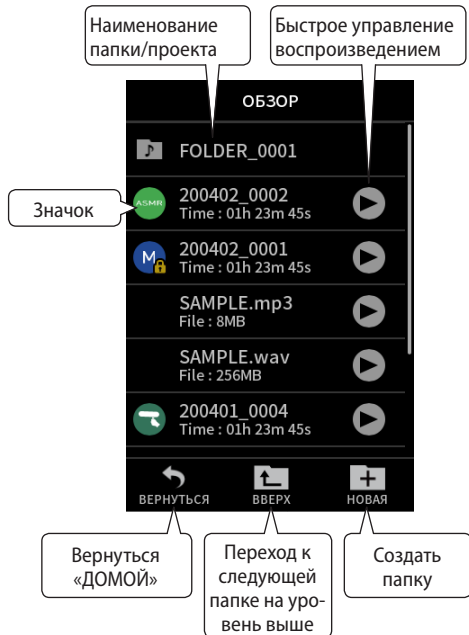 Наименование
папки/проекта
Быстрое управление
воспроизведением
ОБЗОР
FOLDER_0001
Значок
ASMR
200402_0002
Time : 01h 23m 45s
M
200402_0001
Time : 01h 23m 45s
SAMPLE.mp3
File : 8MB
SAMPLE.wav
File : 256MB
200401_0004
Time : 01h 23m 45s
ВЕРНУТЬСЯ
ВВЕРХ
НОВАЯ
Вернуться
«ДОМОЙ»
Переход к
следующей
папке на уро-
вень выше
Создать
папку